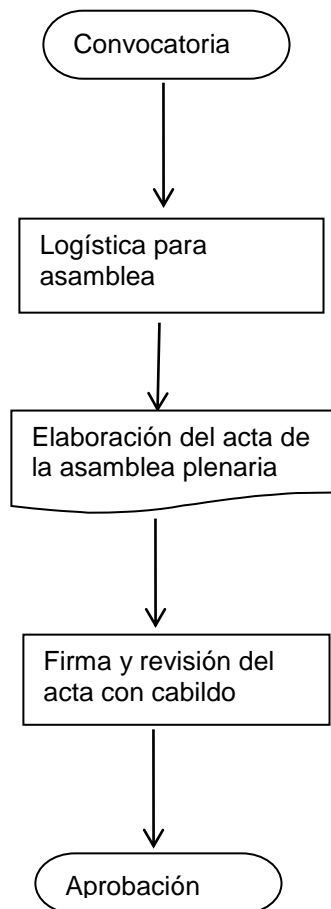 Convocatoria
Logística para
asamblea
Elaboración del acta de
la asamblea plenaria
Firma y revisión del
acta con cabildo
Aprobación